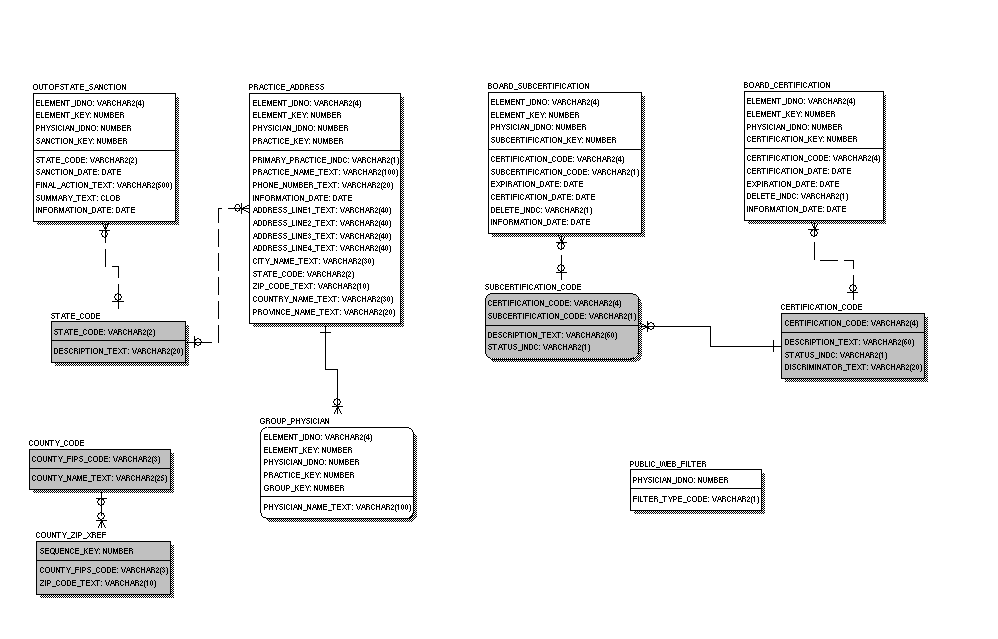 OUTOFSTATE_SANCTION
ELEMENT_IDNO: VARCHAR2(4)
ELEMENT_KEY: NUMBER
PHYSICIAN_IDNO: NUMBER
SANCTION_KEY: NUMBER
STATE_CODE: VARCHAR2(2)
SANCTION_DATE: DATE
FINAL_ACTION_TEXT: VARCHAR2(500)
SUMMARY_TEXT: CLOB
INFORMATION_DATE: DATE
PRACTICE_ADDRESS
ELEMENT_IDNO: VARCHAR2(4)
ELEMENT_KEY: NUMBER
PHYSICIAN_IDNO: NUMBER
PRACTICE_KEY: NUMBER
PRIMARY_PRACTICE_INDC: VARCHAR2(1)
PRACTICE_NAME_TEXT: VARCHAR2(100)
PHONE_NUMBER_TEXT: VARCHAR2(20)
INFORMATION_DATE: DATE
ADDRESS_LINE1_TEXT: VARCHAR2(40)
ADDRESS_LINE2_TEXT: VARCHAR2(40)
ADDRESS_LINE3_TEXT: VARCHAR2(40)
ADDRESS_LINE4_TEXT: VARCHAR2(40)
CITY_NAME_TEXT: VARCHAR2(30)
STATE_CODE: VARCHAR2(2)
ZIP_CODE_TEXT: VARCHAR2(10)
COUNTRY_NAME_TEXT: VARCHAR2(30)
PROVINCE_NAME_TEXT: VARCHAR2(20)
BOARD_SUBCERTIFICATION
ELEMENT_IDNO: VARCHAR2(4)
ELEMENT_KEY: NUMBER
PHYSICIAN_IDNO: NUMBER
SUBCERTIFICATION_KEY: NUMBER
CERTIFICATION_CODE: VARCHAR2(4)
SUBCERTIFICATION_CODE: VARCHAR2(1)
EXPIRATION_DATE: DATE
CERTIFICATION_DATE: DATE
DELETE_INDC: VARCHAR2(1)
INFORMATION_DATE: DATE
BOARD_CERTIFICATION
ELEMENT_IDNO: VARCHAR2(4)
ELEMENT_KEY: NUMBER
PHYSICIAN_IDNO: NUMBER
CERTIFICATION_KEY: NUMBER
CERTIFICATION_CODE: VARCHAR2(4)
CERTIFICATION_DATE: DATE
EXPIRATION_DATE: DATE
DELETE_INDC: VARCHAR2(1)
INFORMATION_DATE: DATE
STATE_CODE
STATE_CODE: VARCHAR2(2)
DESCRIPTION_TEXT: VARCHAR2(20)
SUBCERTIFICATION_CODE
CERTIFICATION_CODE: VARCHAR2(4)
SUBCERTIFICATION_CODE: VARCHAR2(1)
DESCRIPTION_TEXT: VARCHAR2(60)
STATUS_INDC: VARCHAR2(1)
CERTIFICATION_CODE
CERTIFICATION_CODE: VARCHAR2(4)
DESCRIPTION_TEXT: VARCHAR2(60)
STATUS_INDC: VARCHAR2(1)
DISCRIMINATOR_TEXT: VARCHAR2(20)
GROUP_PHYSICIAN
ELEMENT_IDNO: VARCHAR2(4)
ELEMENT_KEY: NUMBER
PHYSICIAN_IDNO: NUMBER
PRACTICE_KEY: NUMBER
GROUP_KEY: NUMBER
PHYSICIAN_NAME_TEXT: VARCHAR2(100)
COUNTY_CODE
COUNTY_FIPS_CODE: VARCHAR2(3)
COUNTY_NAME_TEXT: VARCHAR2(25)
PUBLIC_WEB_FILTER
PHYSICIAN_IDNO: NUMBER
FILTER_TYPE_CODE: VARCHAR2(1)
COUNTY_ZIP_XREF
SEQUENCE_KEY: NUMBER
COUNTY_FIPS_CODE: VARCHAR2(3)
ZIP_CODE_TEXT: VARCHAR2(10)